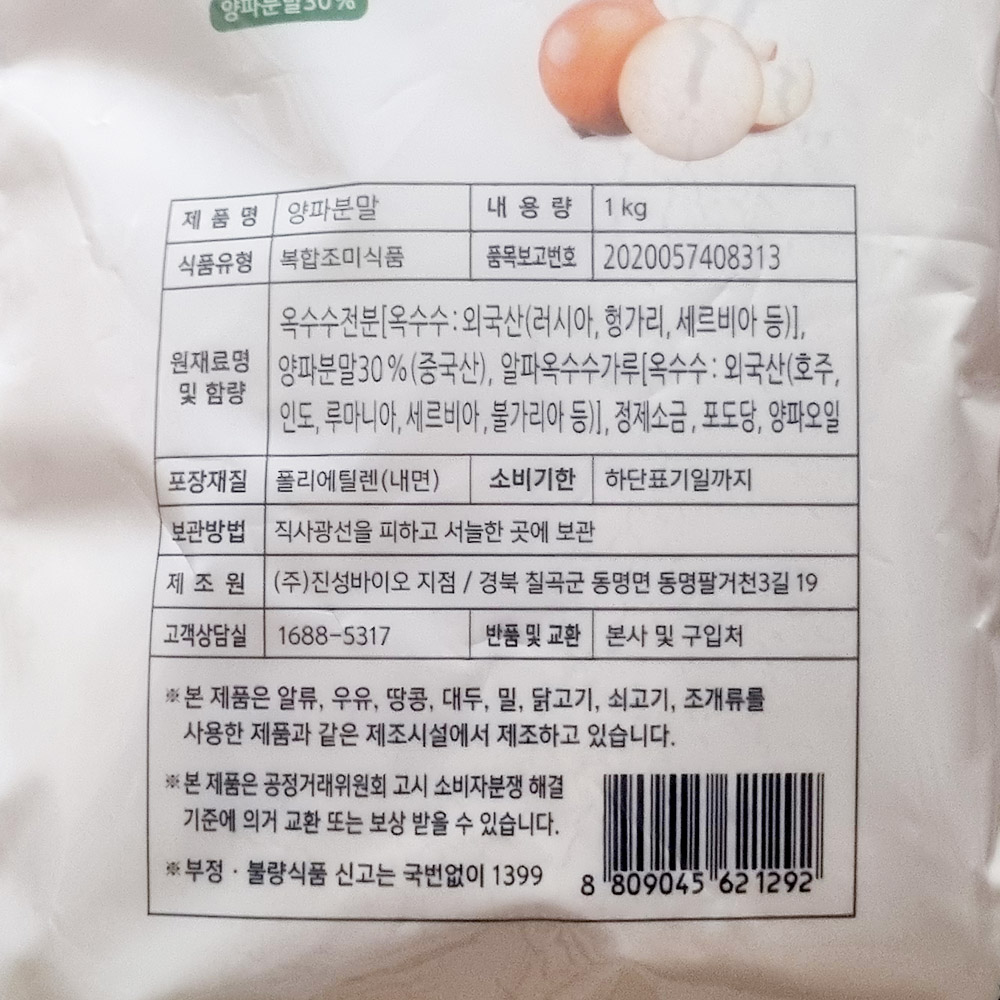 양파분말30%
제 품 명 양파분말 내 용 량 1 kg
식품유형 복합조미식품 품목보고번호 2020057408313
원재료명 및 함량
옥수수전분[옥수수:외국산(러시아, 헝가리, 세르비아 등)],
양파분말30%(중국산), 알파옥수수가루[옥수수: 외국산(호주,
인도, 루마니아, 세르비아, 불가리아 등)], 정제소금, 포도당, 양파오일
포장재질 폴리에틸렌(내면) 소비기한 하단표기일까지
보관방법 직사광선을 피하고 서늘한 곳에 보관
제 조 원 (주)진성바이오 지점 / 경북 칠곡군 동명면 동명팔거천3길 19
고객상담실 1688-5317 반품 및 교환 본사 및 구입처
※본 제품은 알류, 우유, 땅콩, 대두, 밀, 닭고기, 쇠고기, 조개류를
사용한 제품과 같은 제조시설에서 제조하고 있습니다.
※본 제품은 공정거래위원회 고시 소비자분쟁 해결
기준에 의거 교환 또는 보상 받을 수 있습니다.
※부정 · 불량식품 신고는 국번없이 1399
8 809045 621292